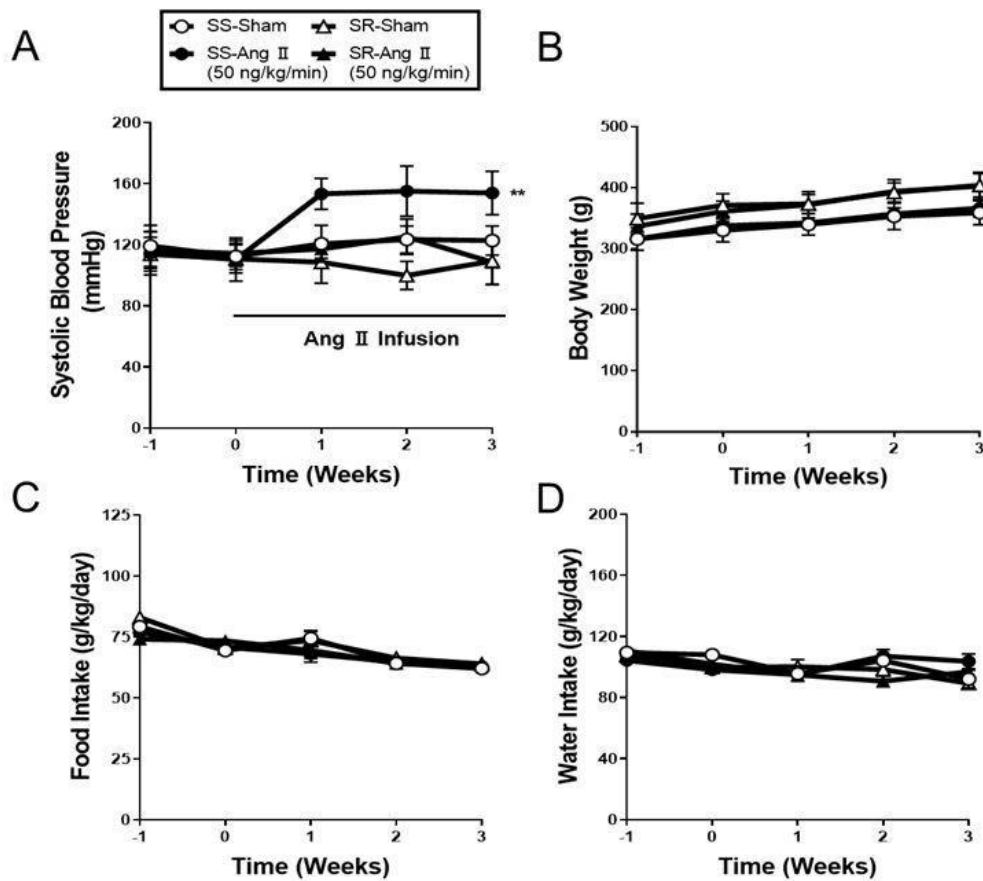 A
SS-Sham SR-Sham
SS-Ang Ⅱ SR-Ang Ⅱ
(50 ng/kg/min) (50 ng/kg/min)
Systolic Blood Pressure
(mmHg)
200
160
120
80
40
0
**
Ang Ⅱ Infusion
-1 0 1 2 3
Time (Weeks)
B
Body Weight (g)
500
400
300
200
100
0
-1 0 1 2 3
Time (Weeks)
C
Food Intake (g/kg/day)
125
100
75
50
25
0
-1 0 1 2 3
Time (Weeks)
D
Water Intake (g/kg/day)
200
160
120
80
40
0
-1 0 1 2 3
Time (Weeks)